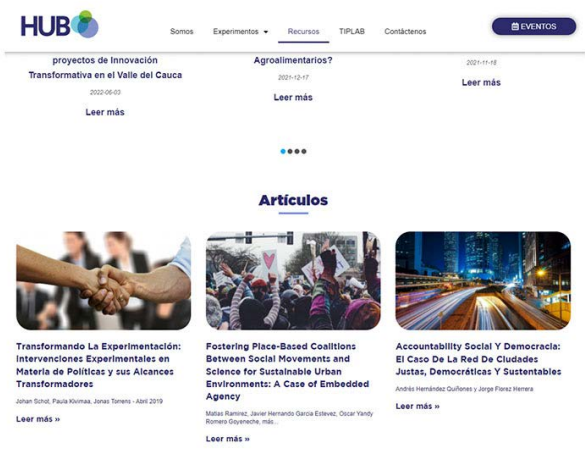 HUB
Somos Experimentos Recursos TIPLAB Contáctenos
EVENTOS
proyectos de Innovación
Transformativa en el Valle del Cauca
2022-06-03
Leer más
Agroalimentarios?
2021-12-17
Leer más
2021-11-18
Leer más
Artículos
Transformando La Experimentación:
Intervenciones Experimentales en
Materia de Políticas y sus Alcances
Transformadores
Johan Schot, Paula Kivimaa, Jonas Torrens - Abril 2019
Leer más »
Fostering Place-Based Coalitions
Between Social Movements and
Science for Sustainable Urban
Environments: A Case of Embedded
Agency
Matias Ramirez, Javier Hernando Garcia Estevez, Oscar Yandy
Romero Goyeneche, más...
Leer más »
Accountability Social Y Democracia:
El Caso De La Red De Ciudades
Justas, Democráticas Y Sustentables
Andrés Hernández Quiñones y Jorge Florez Herrera
Leer más »